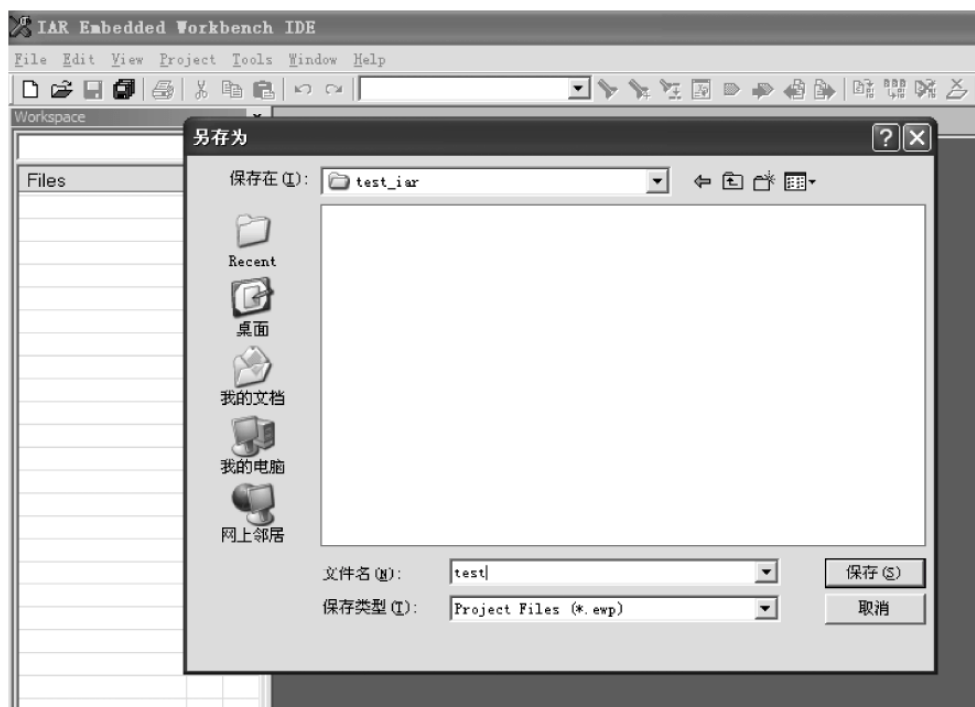 IAR Embedded Workbench IDE
File Edit View Project Tools Window Help
Workspace
另存为
保存在(I): test_iar
Files
Recent
桌面
我的文档
我的电脑
网上邻居
文件名(N): test 保存(S)
保存类型(T): Project Files (*.ewp) 取消